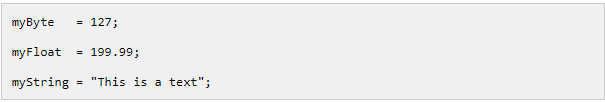 myByte   = 127;
myFloat  = 199.99;
myString = "This is a text";